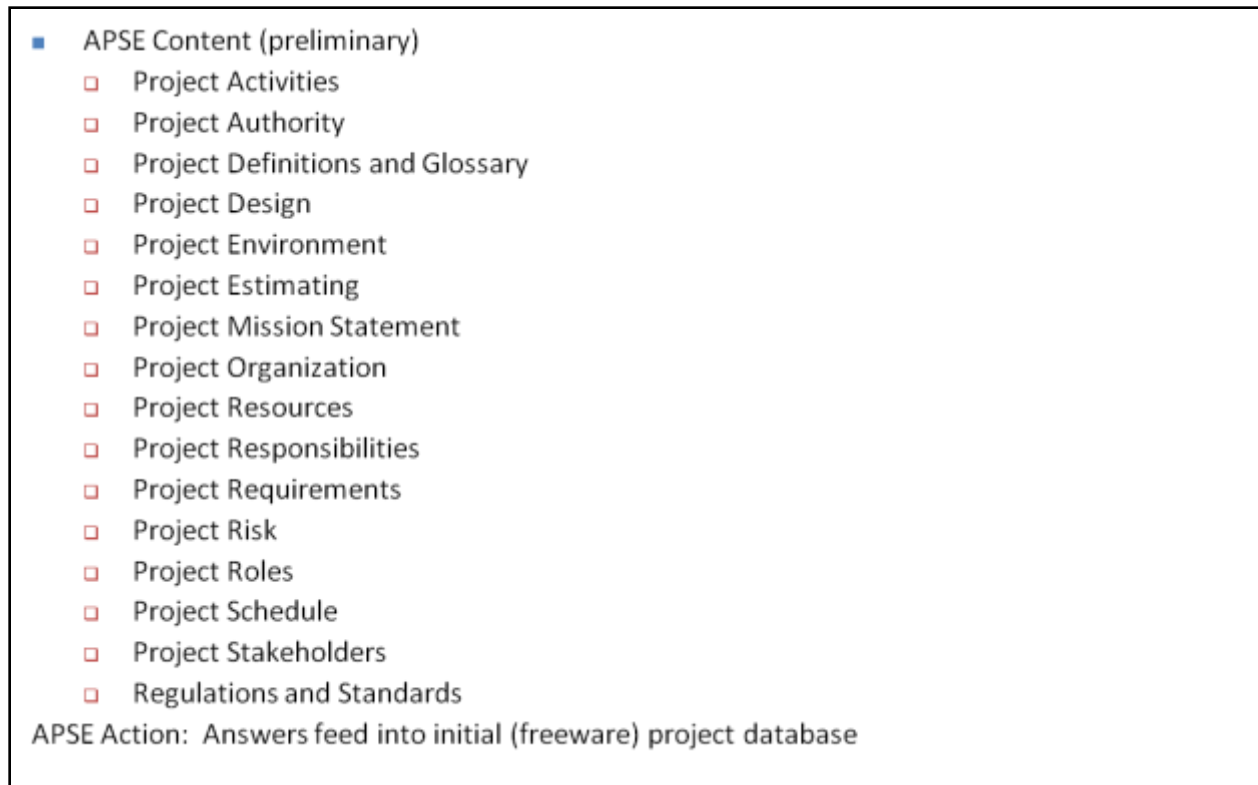 APSE Content (preliminary)
Project Activities
Project Authority
Project Definitions and Glossary
Project Design
Project Environment
Project Estimating
Project Mission Statement
Project Organization
Project Resources
Project Responsibilities
Project Requirements
Project Risk
Project Roles
Project Schedule
Project Stakeholders
Regulations and Standards
APSE Action:  Answers feed into initial (freeware) project database